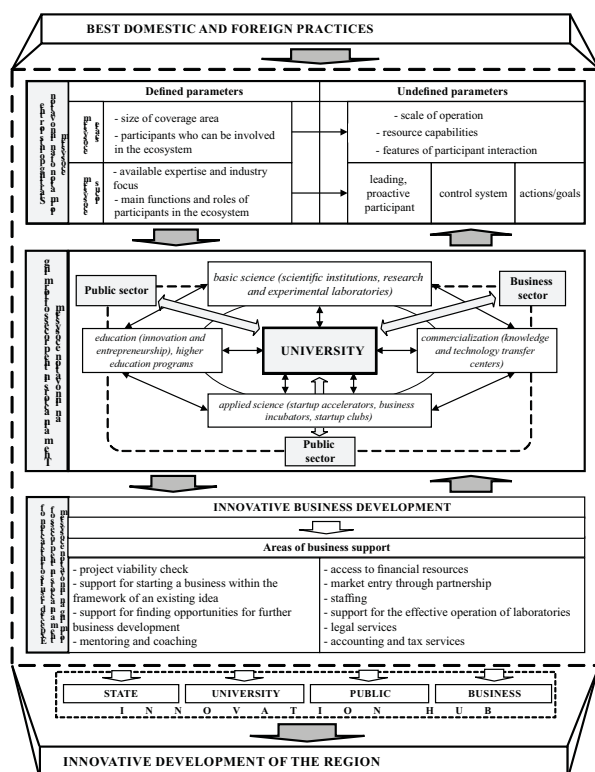 BEST DOMESTIC AND FOREIGN PRACTICES
Defined parameters
Undefined parameters
- size of coverage area
- participants who can be involved
in the ecosystem
- scale of operation
- resource capabilities
- features of participant interaction
- available expertise and industry
focus
- main functions and roles of
participants in the ecosystem
leading,
proactive
participant
control system
actions/goals
basic science (scientific institutions, research
and experimental laboratories)
Public sector
Business
sector
education (innovation and
entrepreneurship), higher
education programs
UNIVERSITY
commercialization (knowledge
and technology transfer
centers)
applied science (startup accelerators, business
incubators, startup clubs)
Public
sector
INNOVATIVE BUSINESS DEVELOPMENT
Areas of business support
- project viability check
- support for starting a business within the
framework of an existing idea
- support for finding opportunities for further
business development
- mentoring and coaching
- access to financial resources
- market entry through partnership
- staffing
- support for the effective operation of laboratories
- legal services
- accounting and tax services
STATE
UNIVERSITY
PUBLIC
BUSINESS
INNOVATION HUB
INNOVATIVE DEVELOPMENT OF THE REGION